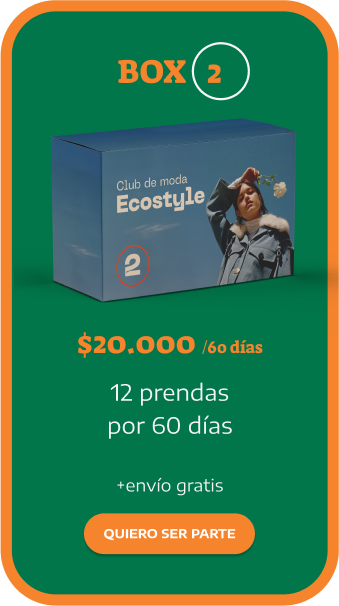 BOX 2
Club de moda
Ecostyle
2
$20.000 /60 días
12 prendas
por 60 días
+envío gratis
QUIERO SER PARTE